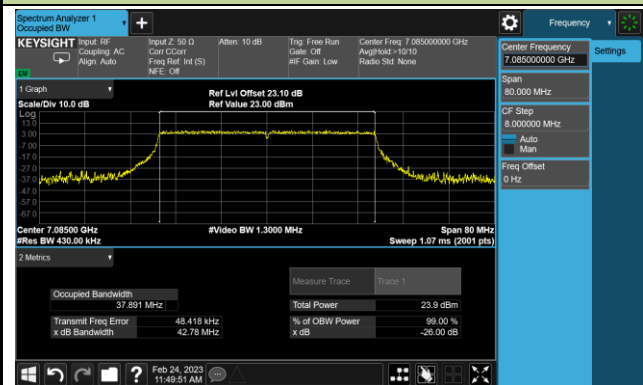 Spectrum Analyzer 1
Occupied BW
+
Frequency
KEYSIGHT
Input: RF
Coupling: AC
Align: Auto
Input Z: 50 Ω
Corr CCorr
Freq Ref: Int (S)
NFE: Off
Atten: 10 dB
Trig: Free Run
Gate: Off
#IF Gain: Low
Center Freq: 7.085000000 GHz
Avg|Hold:>10/10
Radio Std: None
Center Frequency
7.085000000 GHz
Settings
Span
80.000 MHz
CF Step
8.000000 MHz
Auto
Man
Freq Offset
0 Hz
1 Graph
Scale/Div 10.0 dB
Ref Lvl Offset 23.10 dB
Ref Value 23.00 dBm
Log
13.0
3.00
-7.00
-17.0
-27.0
-37.0
-47.0
-57.0
-67.0
Center 7.08500 GHz
#Res BW 430.00 kHz
#Video BW 1.3000 MHz
Span 80 MHz
Sweep 1.07 ms (2001 pts)
2 Metrics
Measure Trace
Trace 1
Occupied Bandwidth
37.891 MHz
Total Power
23.9 dBm
Transmit Freq Error
48.418 kHz
% of OBW Power
99.00 %
x dB Bandwidth
42.78 MHz
x dB
-26.00 dB
?
Feb 24, 2023
11:49:51 AM